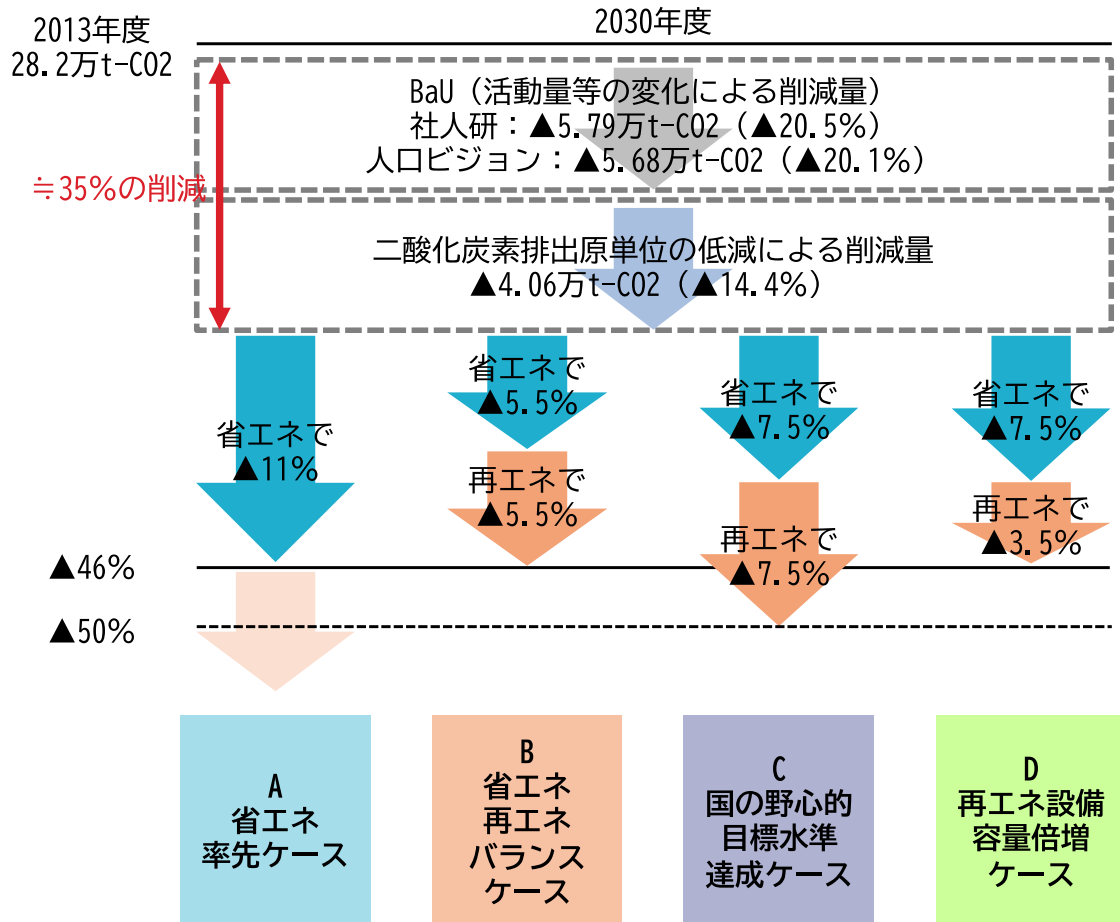 2013年度
28.2万t-CO2
2030年度
BaU（活動量等の変化による削減量）
社人研：▲5.79万t-CO2（▲20.5%）
人口ビジョン：▲5.68万t-CO2（▲20.1%）
≒35%の削減
二酸化炭素排出原単位の低減による削減量
▲4.06万t-CO2（▲14.4%）
省エネで
▲11%
省エネで
▲5.5%
再エネで
▲5.5%
省エネで
▲7.5%
再エネで
▲7.5%
省エネで
▲7.5%
再エネで
▲3.5%
▲46%
▲50%
A
省エネ
率先ケース
B
省エネ
再エネ
バランス
ケース
C
国の野心的
目標水準
達成ケース
D
再エネ設備
容量倍増
ケース